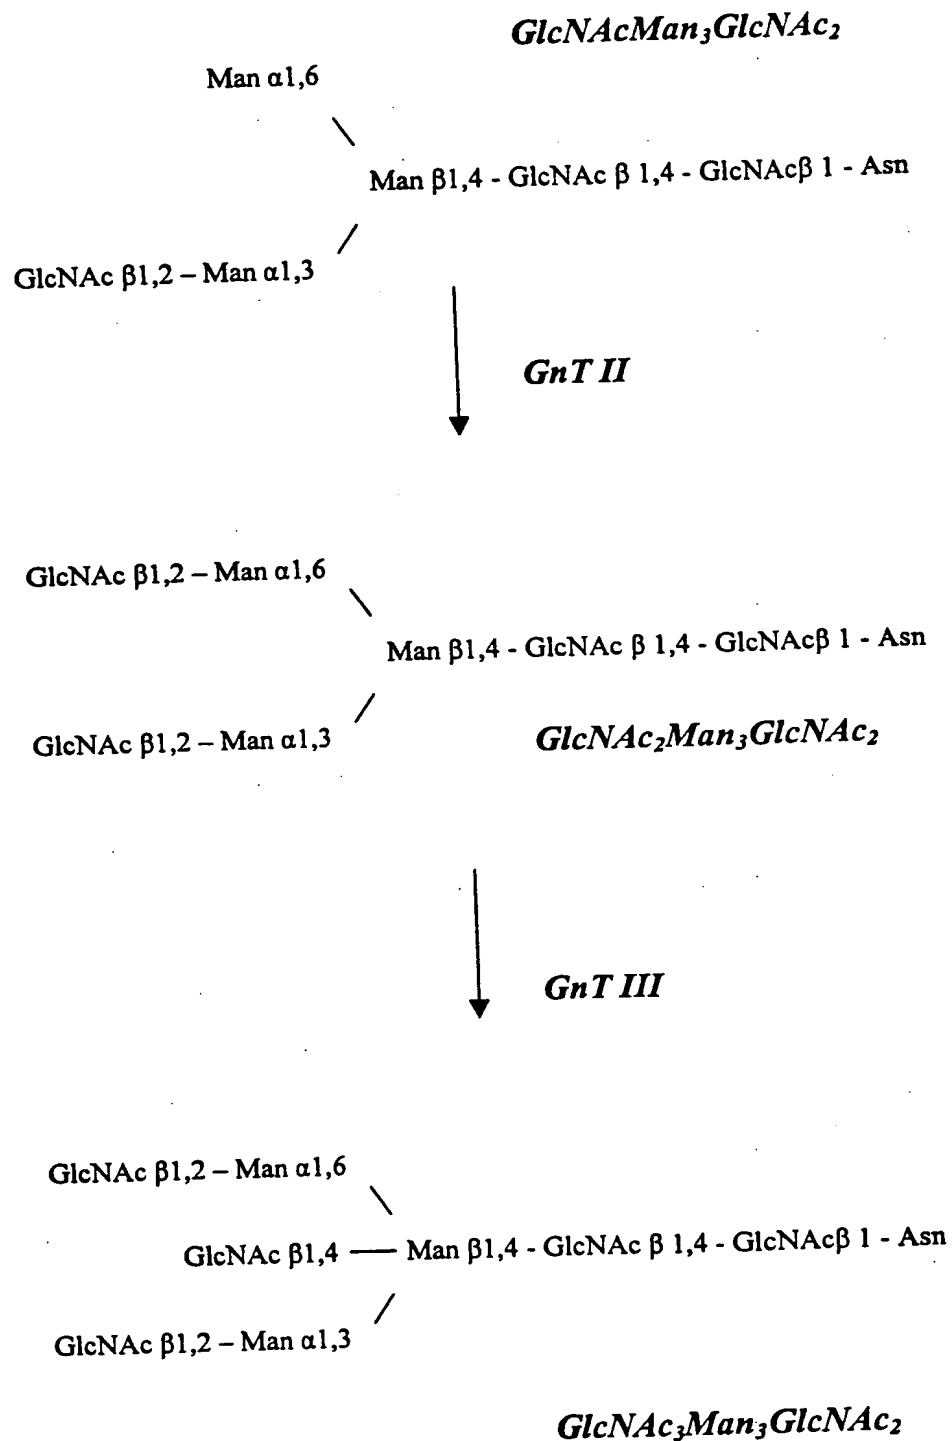 GlcNAcMan₃GlcNAc₂
Man α1,6
Man β1,4 - GlcNAc β 1,4 - GlcNAcβ 1 - Asn
GlcNAc β1,2 – Man α1,3
GnT II
GlcNAc β1,2 – Man α1,6
Man β1,4 - GlcNAc β 1,4 - GlcNAcβ 1 - Asn
GlcNAc β1,2 – Man α1,3
GlcNAc₂Man₃GlcNAc₂
GnT III
GlcNAc β1,2 – Man α1,6
GlcNAc β1,4 — Man β1,4 - GlcNAc β 1,4 - GlcNAcβ 1 - Asn
GlcNAc β1,2 – Man α1,3
GlcNAc₃Man₃GlcNAc₂